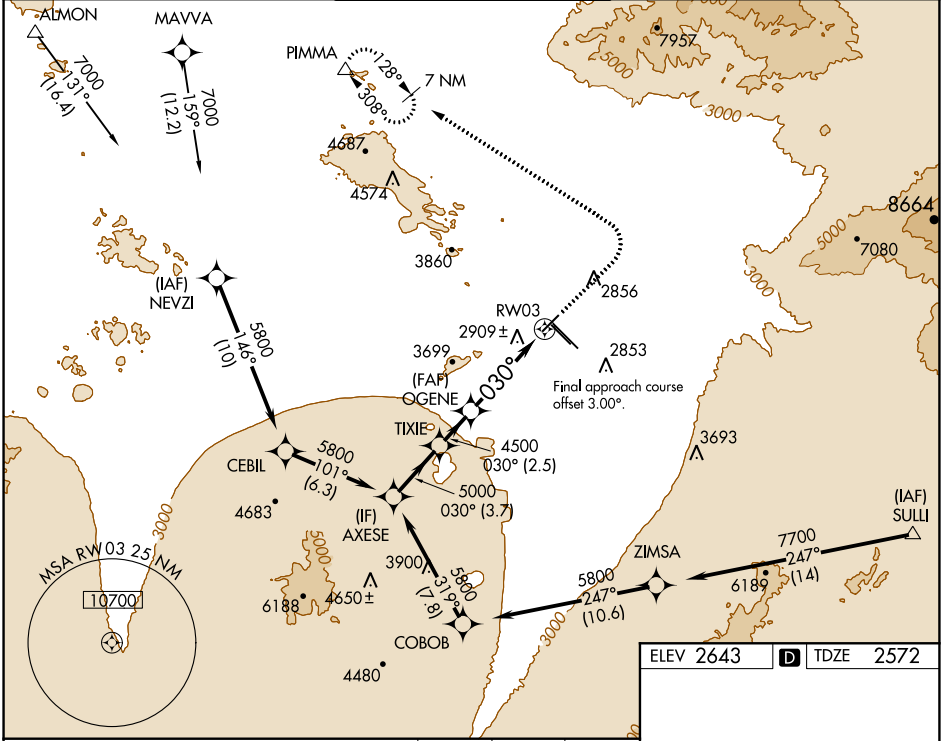 ALMON
MAVVA
7000
131°
(16.4)
7000
159°
(12.2)
PIMMA
128°
308°
7 NM
7957
5000
3000
4687
4574
3860
8664
5000
7080
3000
(IAF)
NEVZI
5800
146°
(10)
2856
RW03
2909 ±
3699
2853
Final approach course
offset 3.00°.
(FAF)
OGENE
030°
TIXIE
4500
030° (2.5)
5000
030° (3.7)
CEBIL
5800
101°
(6.3)
(IF)
AXESE
4683
3693
3000
MSA RW 03 25 NM
10700
5000
6188
4650 ±
3900
5800
319°
(7.8)
COBOB
4480
ZIMSA
5800
247°
(10.6)
7700
247°
(14)
6189
(IAF)
SULLI
3000
ELEV 2643 D TDZE 2572